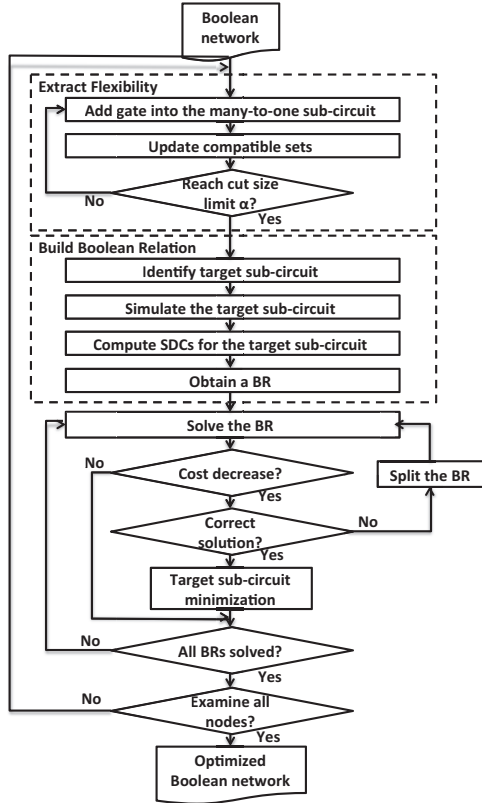 Boolean
network
Extract Flexibility
Add gate into the many-to-one sub-circuit
Update compatible sets
Reach cut size
limit α?
No
Yes
Build Boolean Relation
Identify target sub-circuit
Simulate the target sub-circuit
Compute SDCs for the target sub-circuit
Obtain a BR
Solve the BR
No
Cost decrease?
Split the BR
Yes
Correct
solution?
No
Yes
Target sub-circuit
minimization
No
All BRs solved?
Yes
No
Examine all
nodes?
Yes
Optimized
Boolean network